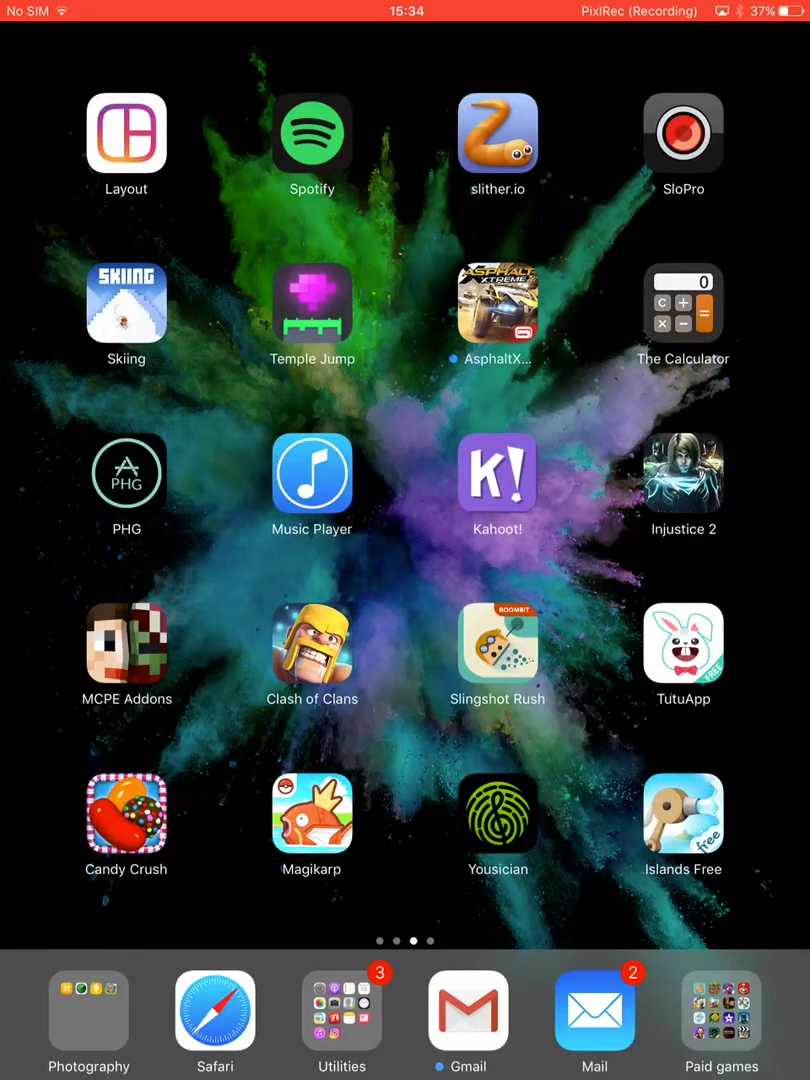 No SIM 15:34 PixlRec (Recording) 37%
Layout Spotify slither.io SloPro
SKIING ASPHALT XTREME 0
C + = × −
Skiing Temple Jump AsphaltX... The Calculator
PHG K!
PHG Music Player Kahoot! Injustice 2
BOOMBIT FREE
MCPE Addons Clash of Clans Slingshot Rush TutuApp
free
Candy Crush Magikarp Yousician Islands Free
3 2
Photography Safari Utilities Gmail Mail Paid games